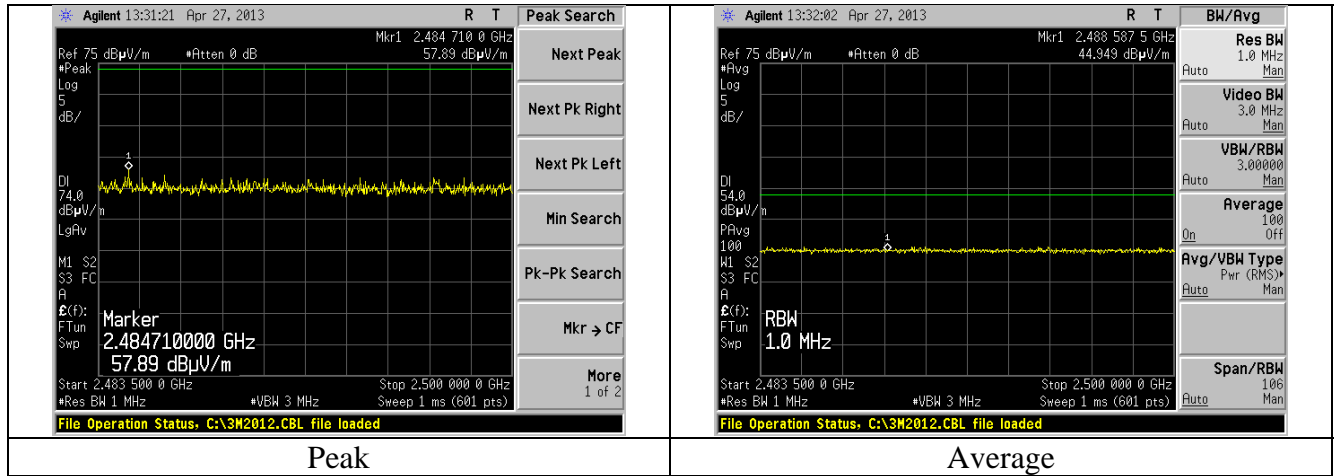 Agilent 13:31:21 Apr 27, 2013 R T Peak Search
Mkr1 2.484 710 0 GHz
Ref 75 dBµV/m #Atten 0 dB 57.89 dBµV/m
#Peak
Log
5
dB/
1
DI
74.0
dBµV/m
LgAv
M1 S2
S3 FC
A
£(f):
FTun
Swp
Marker
2.484710000 GHz
57.89 dBµV/m
Start 2.483 500 0 GHz Stop 2.500 000 0 GHz
#Res BW 1 MHz #VBW 3 MHz Sweep 1 ms (601 pts)
File Operation Status, C:\3M2012.CBL file loaded
Next Peak
Next Pk Right
Next Pk Left
Min Search
Pk-Pk Search
Mkr → CF
More
1 of 2
Peak
Agilent 13:32:02 Apr 27, 2013 R T BW/Avg
Mkr1 2.488 587 5 GHz
Ref 75 dBµV/m #Atten 0 dB 44.949 dBµV/m
#Avg
Log
5
dB/
1
DI
54.0
dBµV/m
PAvg
100
W1 S2
S3 FC
A
£(f):
FTun
Swp
RBW
1.0 MHz
Start 2.483 500 0 GHz Stop 2.500 000 0 GHz
#Res BW 1 MHz #VBW 3 MHz Sweep 1 ms (601 pts)
File Operation Status, C:\3M2012.CBL file loaded
Res BW
1.0 MHz
Auto Man
Video BW
3.0 MHz
Auto Man
VBW/RBW
3.00000
Auto Man
Average
100
On Off
Avg/VBW Type
Pwr (RMS)▸
Auto Man
Span/RBW
106
Auto Man
Average